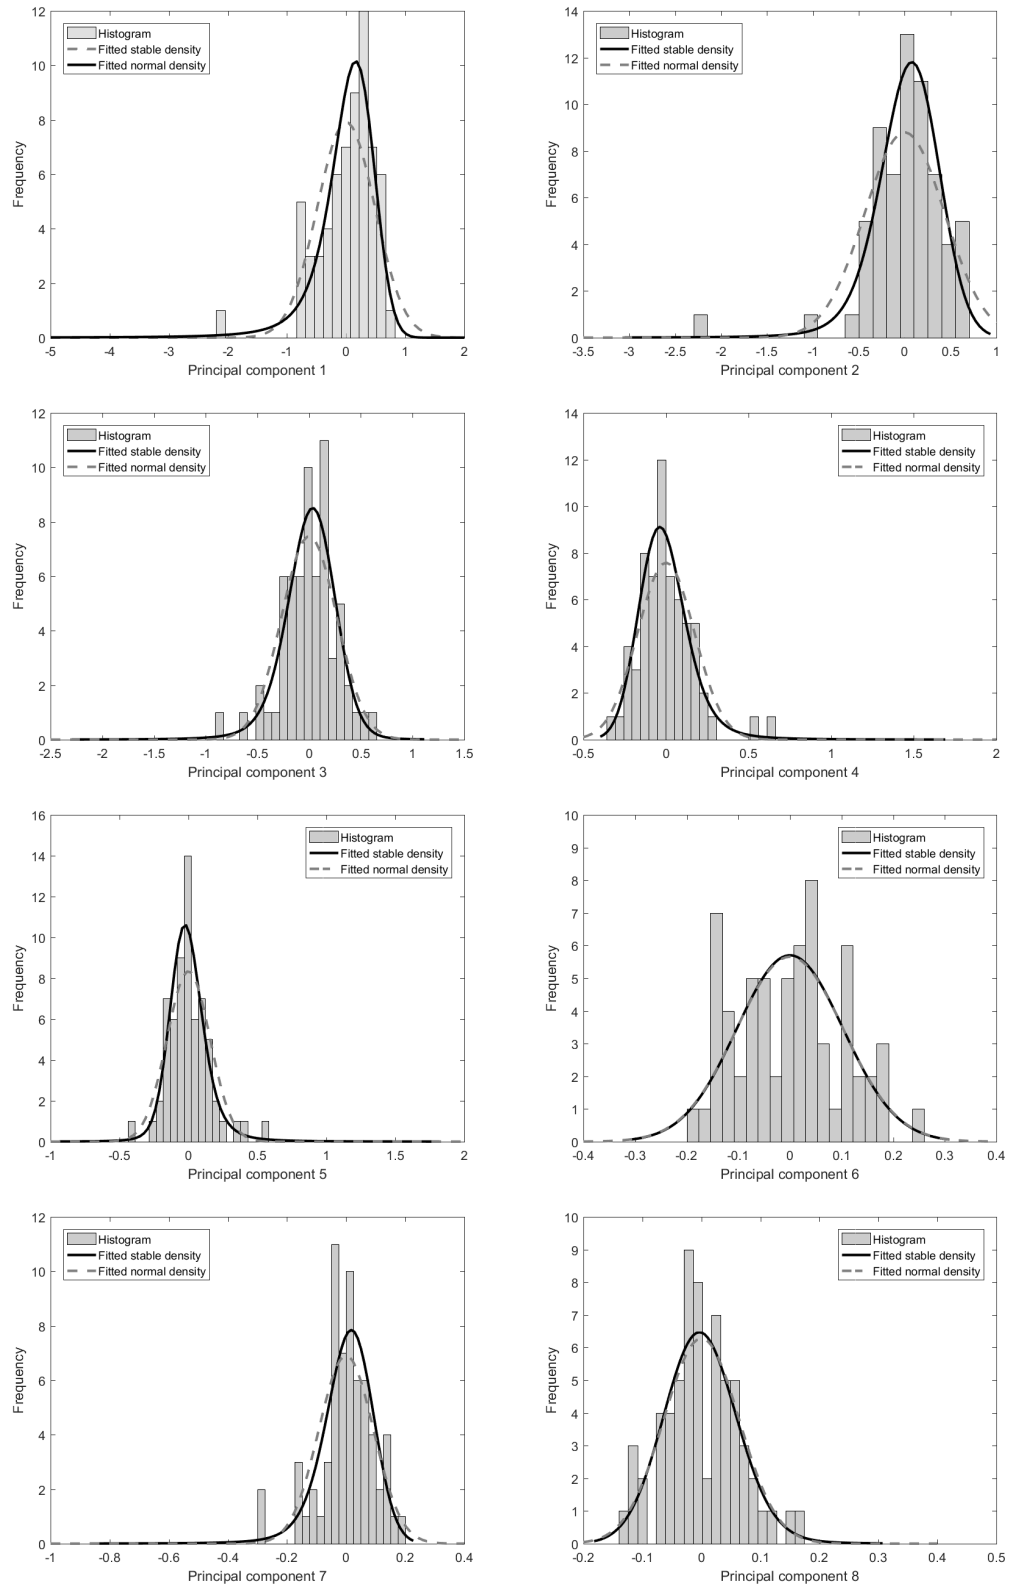 12
10
8
6
4
2
0
Frequency
Histogram
Fitted stable density
Fitted normal density
-5 -4 -3 -2 -1 0 1 2
Principal component 1
14
12
10
8
6
4
2
0
Frequency
Histogram
Fitted stable density
Fitted normal density
-3.5 -3 -2.5 -2 -1.5 -1 -0.5 0 0.5 1
Principal component 2
12
10
8
6
4
2
0
Frequency
Histogram
Fitted stable density
Fitted normal density
-2.5 -2 -1.5 -1 -0.5 0 0.5 1 1.5
Principal component 3
14
12
10
8
6
4
2
0
Frequency
Histogram
Fitted stable density
Fitted normal density
-0.5 0 0.5 1 1.5 2
Principal component 4
16
14
12
10
8
6
4
2
0
Frequency
Histogram
Fitted stable density
Fitted normal density
-1 -0.5 0 0.5 1 1.5 2
Principal component 5
10
9
8
7
6
5
4
3
2
1
0
Frequency
Histogram
Fitted stable density
Fitted normal density
-0.4 -0.3 -0.2 -0.1 0 0.1 0.2 0.3 0.4
Principal component 6
12
10
8
6
4
2
0
Frequency
Histogram
Fitted stable density
Fitted normal density
-1 -0.8 -0.6 -0.4 -0.2 0 0.2 0.4
Principal component 7
10
9
8
7
6
5
4
3
2
1
0
Frequency
Histogram
Fitted stable density
Fitted normal density
-0.2 -0.1 0 0.1 0.2 0.3 0.4 0.5
Principal component 8